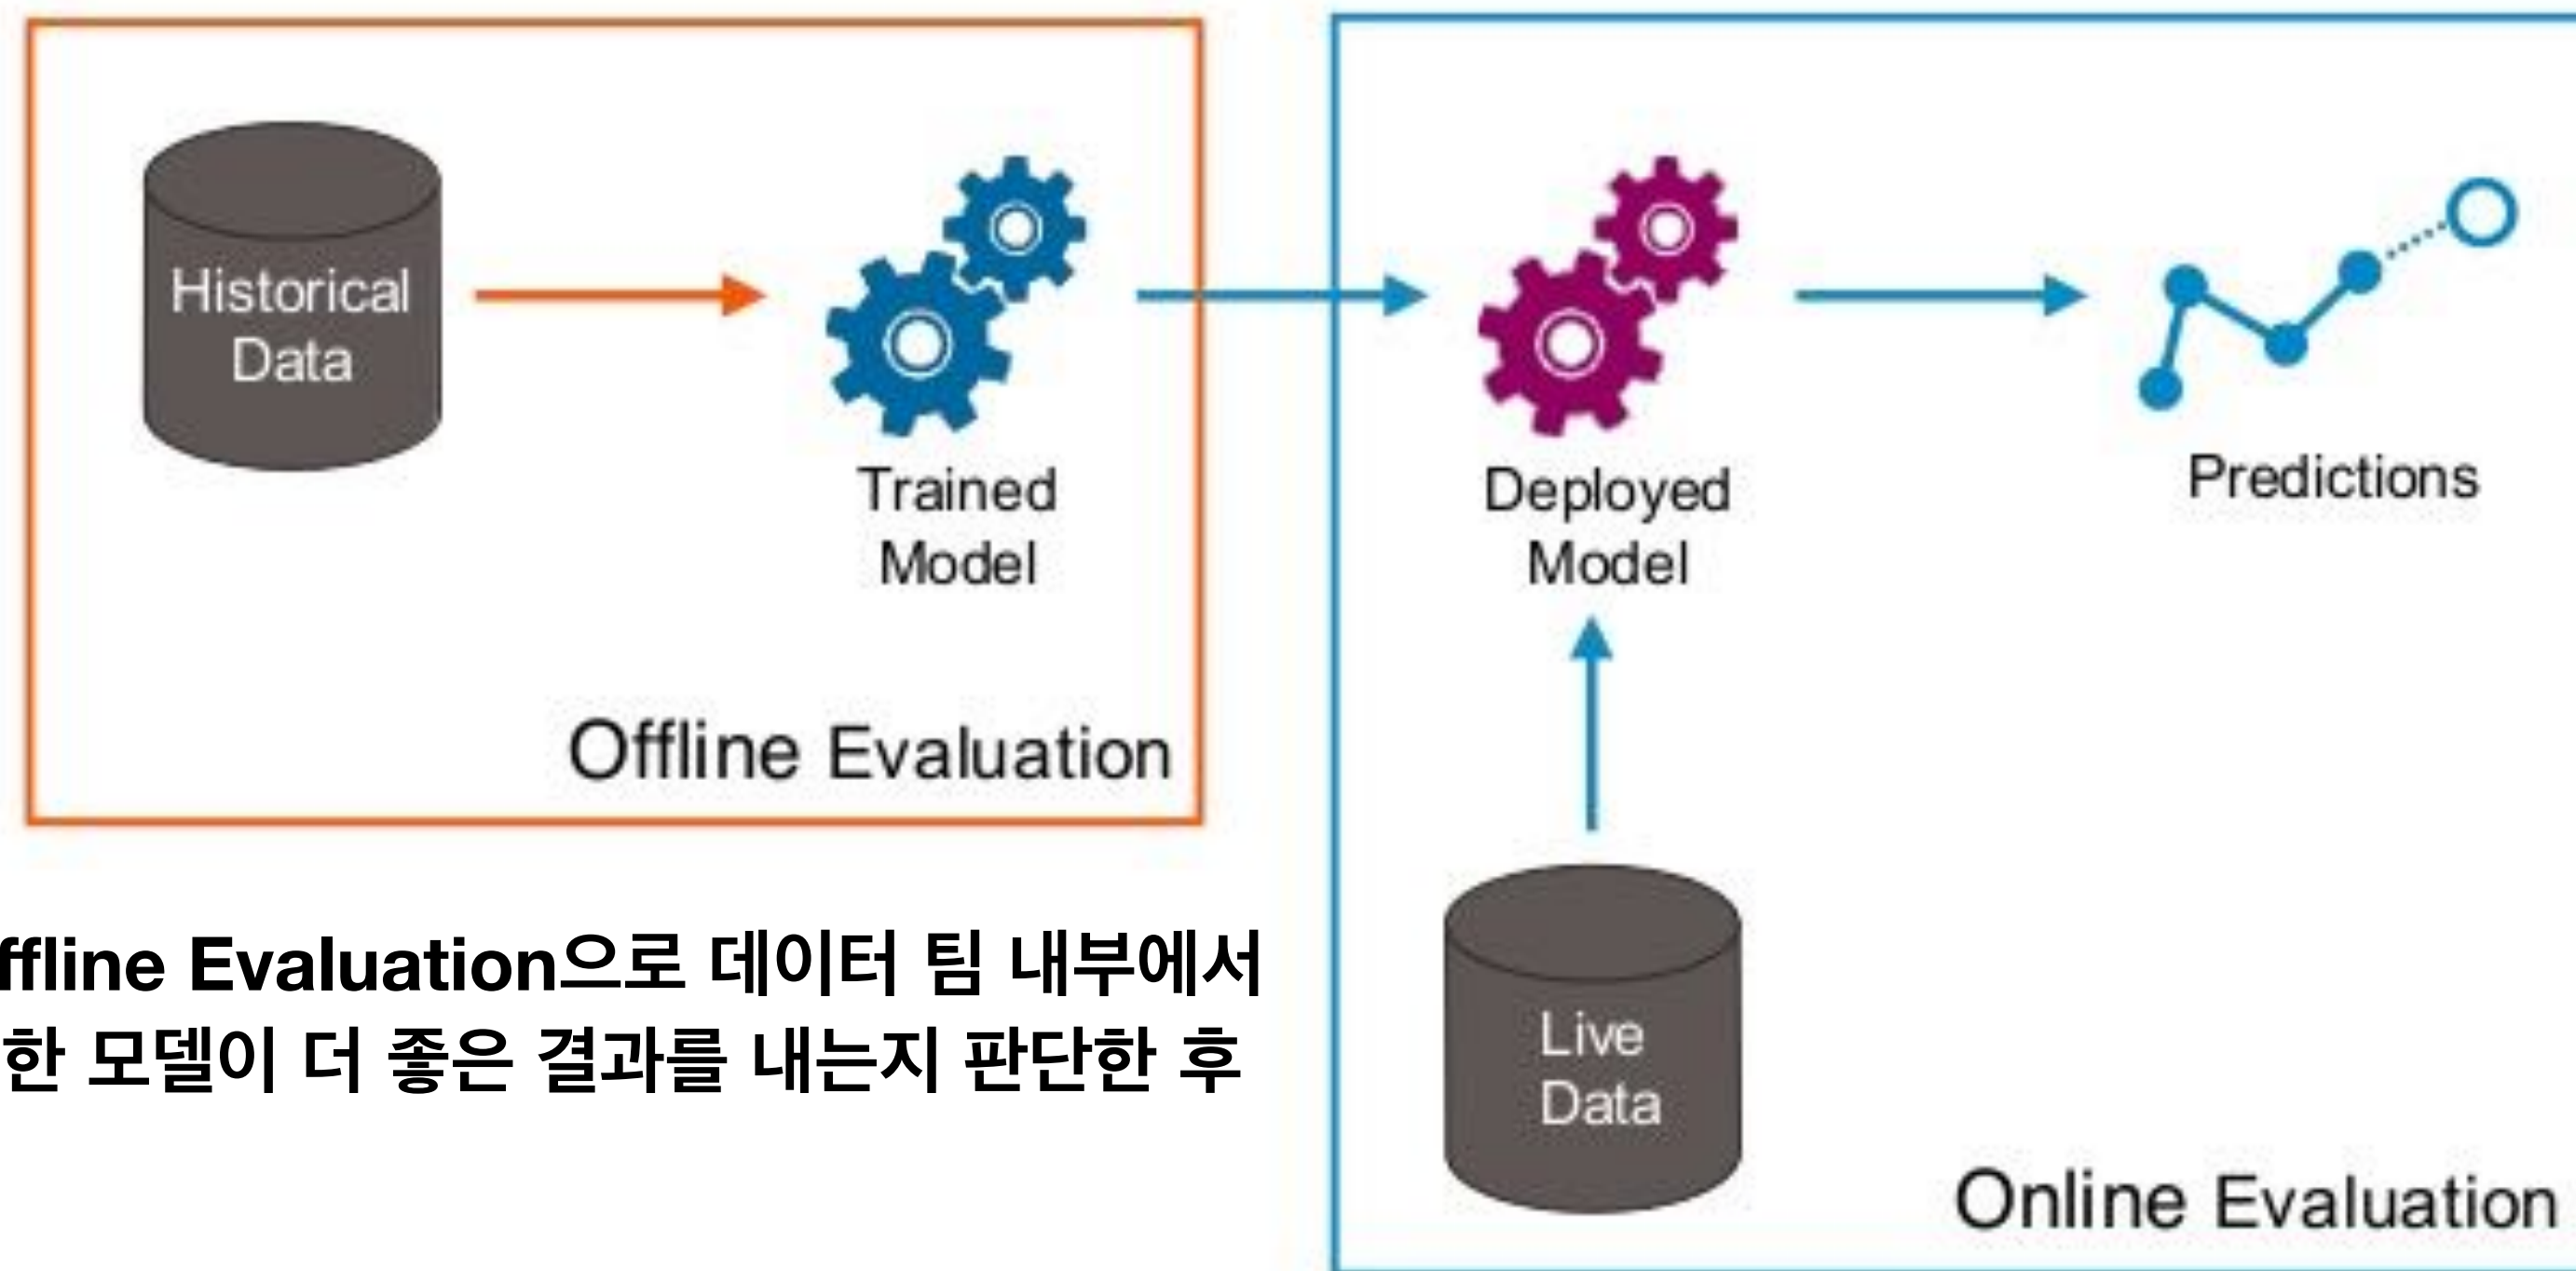 Historical
Data
Trained
Model
Offline Evaluation
Deployed
Model
Predictions
Live
Data
Online Evaluation
ffline Evaluation으로 데이터 팀 내부에서
한 모델이 더 좋은 결과를 내는지 판단한 후